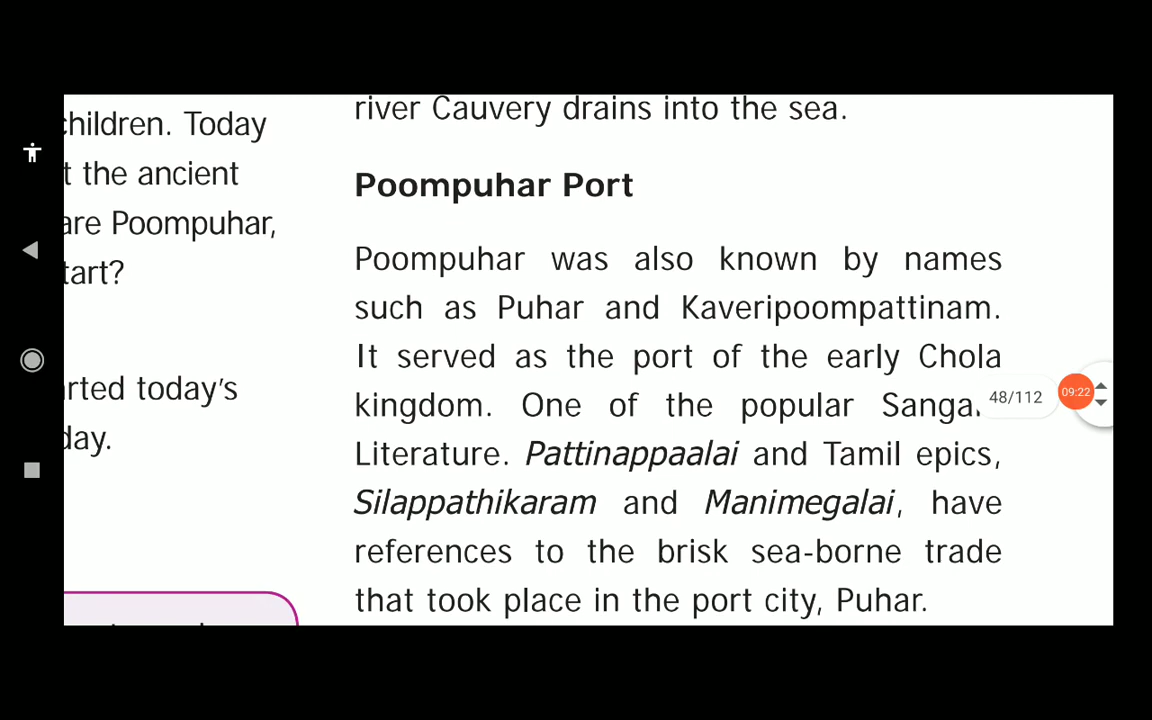 children. Today
t the ancient
are Poompuhar,
tart?
arted today's
day.
river Cauvery drains into the sea.
Poompuhar Port
Poompuhar was also known by names
such as Puhar and Kaveripoompattinam.
It served as the port of the early Chola
kingdom. One of the popular Sanga
Literature. Pattinappaalai and Tamil epics,
Silappathikaram and Manimegalai, have
references to the brisk sea-borne trade
that took place in the port city, Puhar.
48/112
09:22